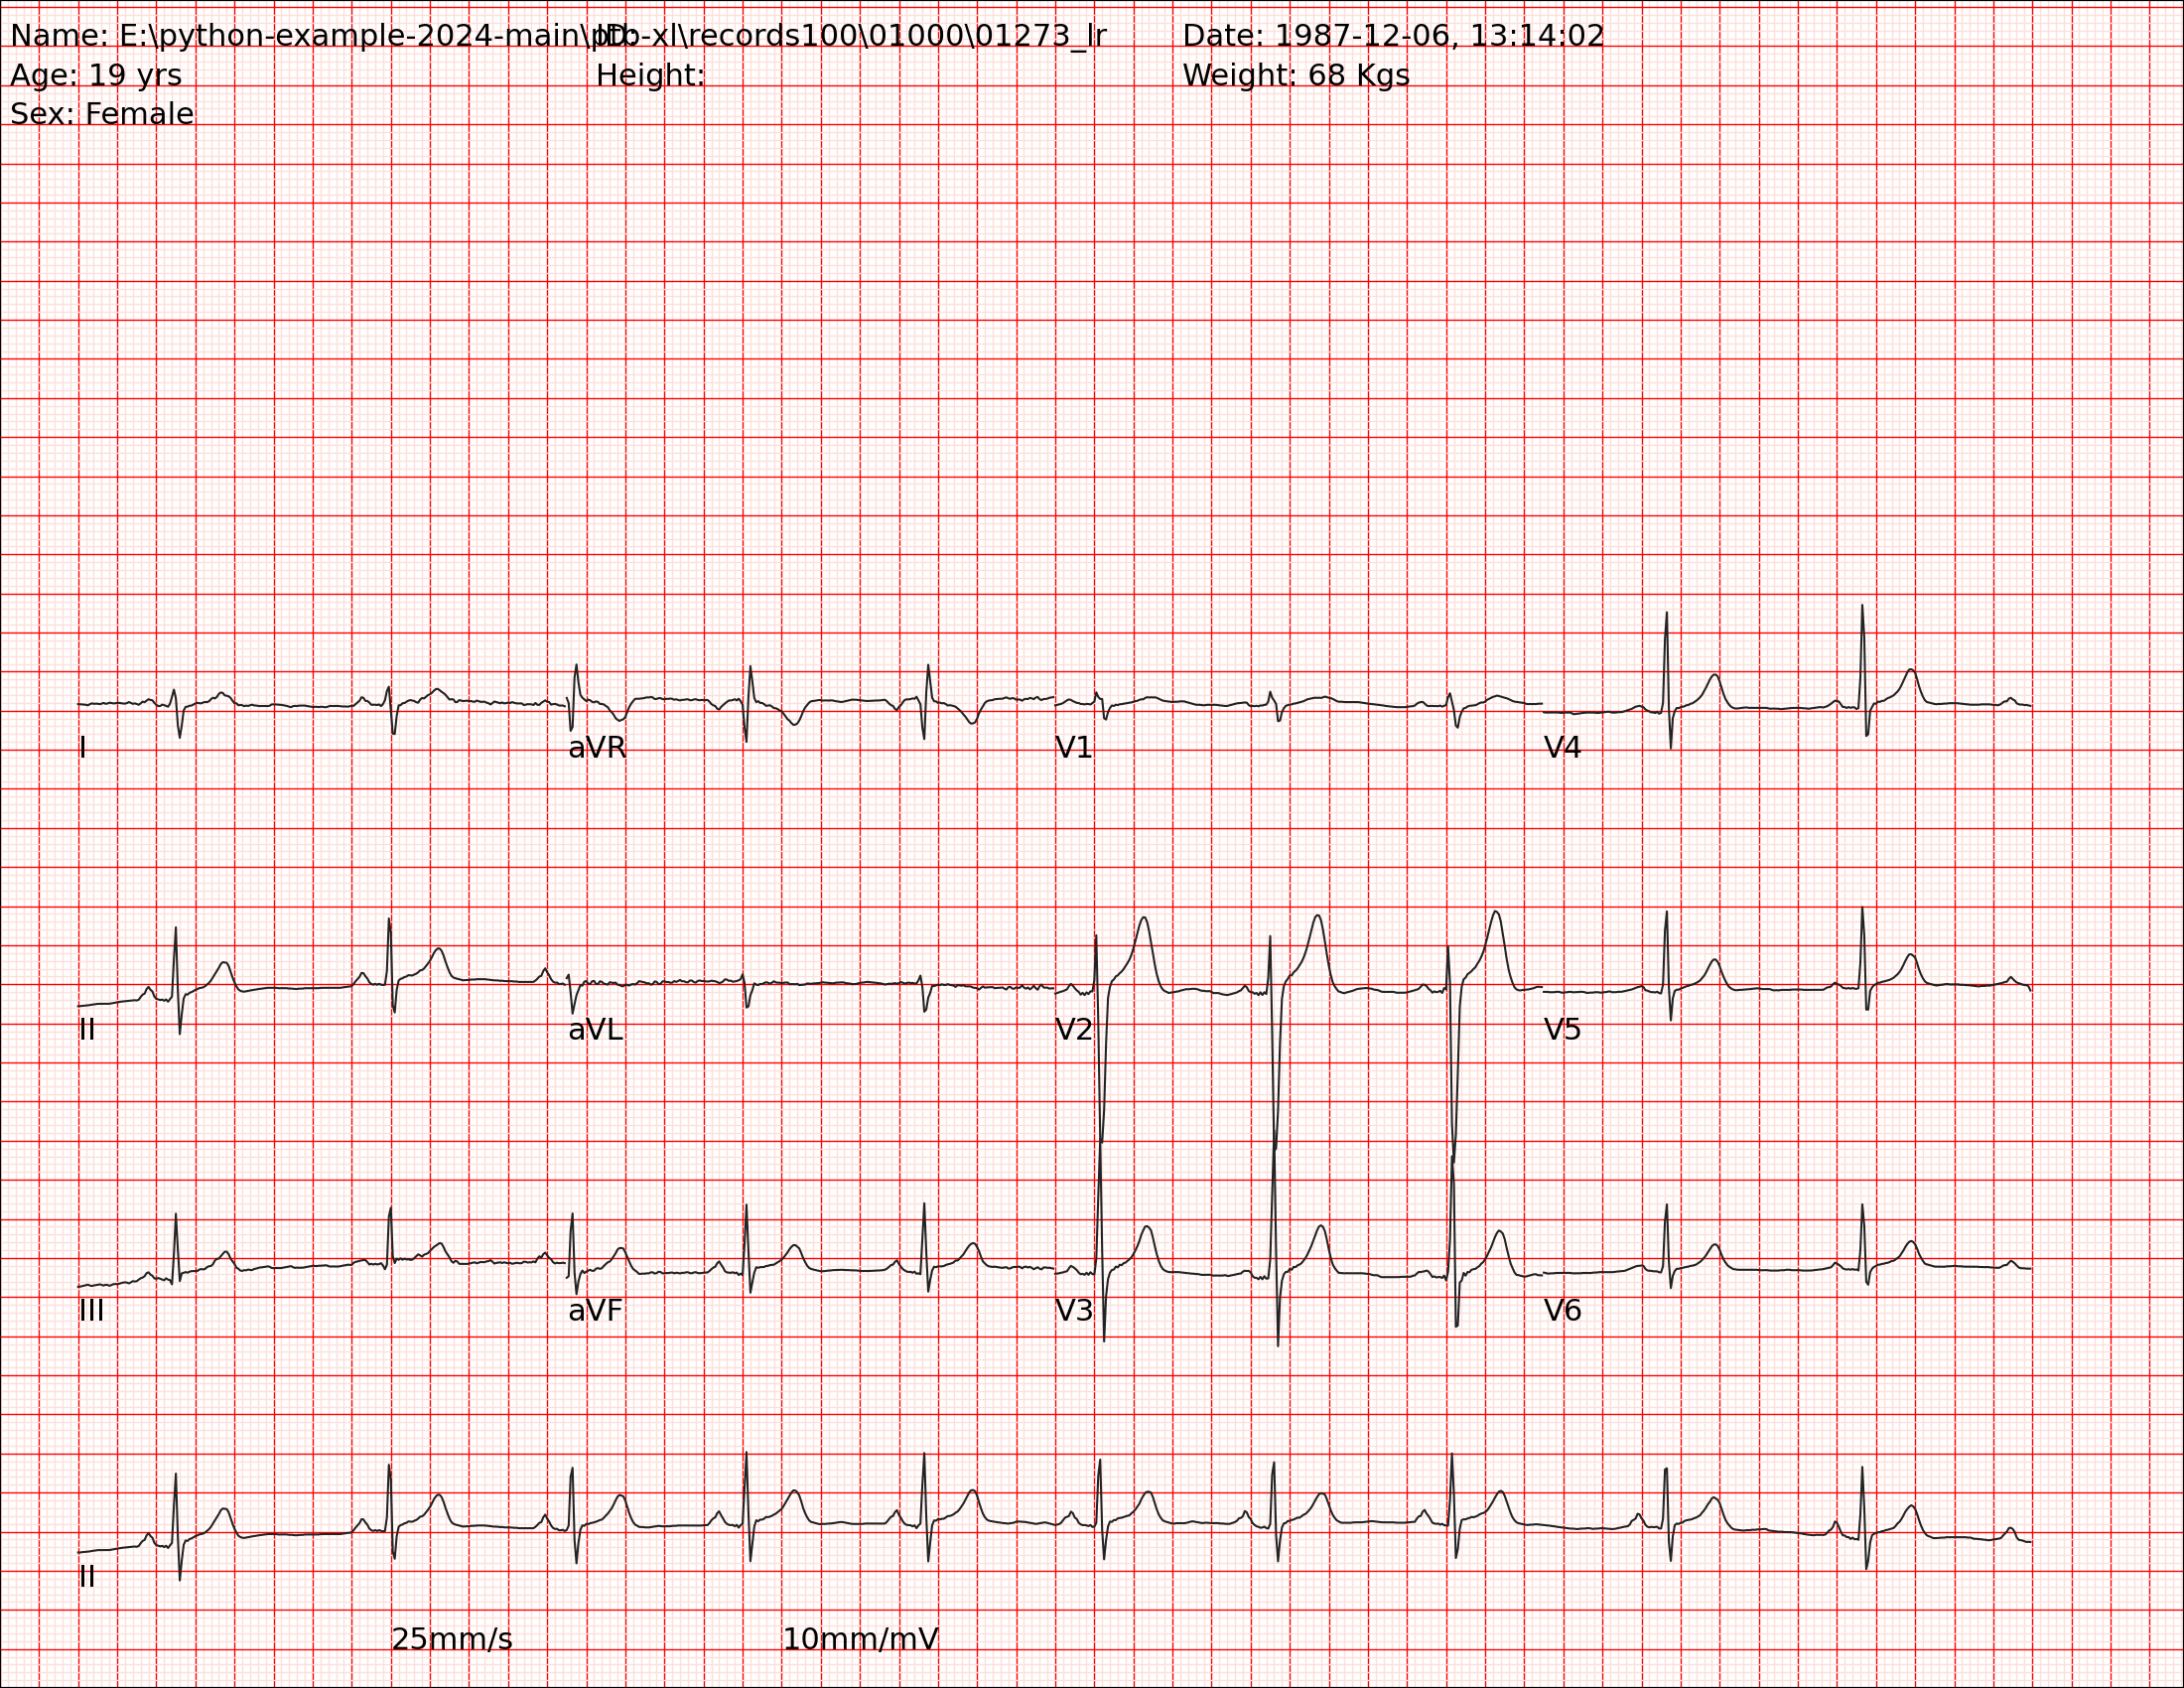 Name: E:\python-example-2024-main\ptb-xl\records100\01000\01273_lr ID: Date: 1987-12-06, 13:14:02
Age: 19 yrs Height: Weight: 68 Kgs
Sex: Female
I aVR V1 V4
II aVL V2 V5
III aVF V3 V6
II
25mm/s 10mm/mV